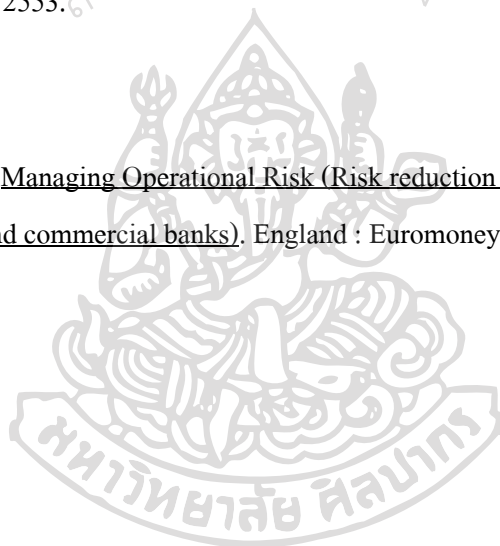 2553.
Managing Operational Risk (Risk reduction
nd commercial banks). England : Euromoney
มหาวิทยาลัย ศิลปากร